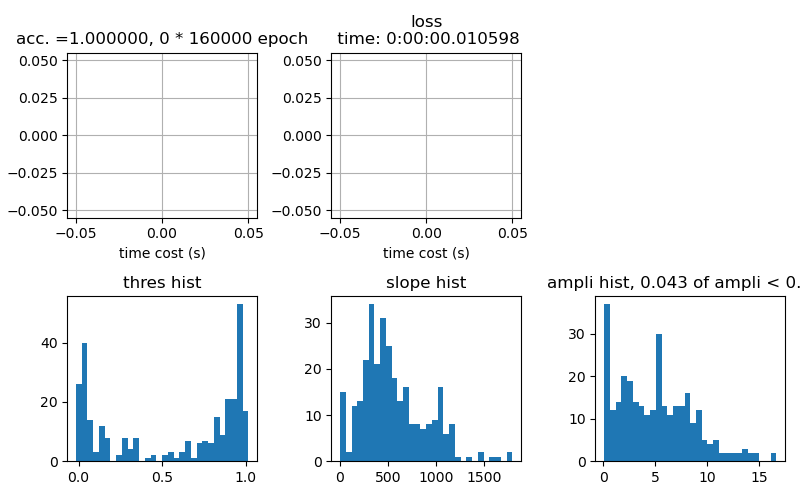 acc. =1.000000, 0 * 160000 epoch
0.050
0.025
0.000
−0.025
−0.050
−0.05 0.00 0.05
time cost (s)
loss
time: 0:00:00.010598
0.050
0.025
0.000
−0.025
−0.050
−0.05 0.00 0.05
time cost (s)
thres hist
40
20
0
0.0 0.5 1.0
slope hist
30
20
10
0
0 500 1000 1500
ampli hist, 0.043 of ampli < 0.
30
20
10
0
0 5 10 15